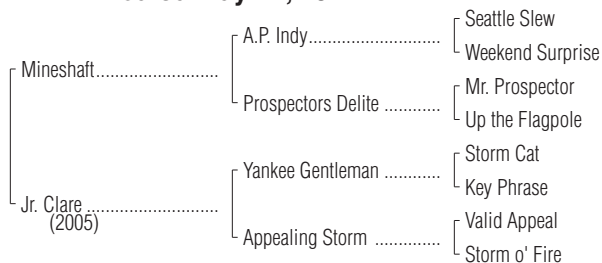 Mineshaft
Jr. Clare
(2005)
A.P. Indy
Prospectors Delite
Yankee Gentleman
Appealing Storm
Seattle Slew
Weekend Surprise
Mr. Prospector
Up the Flagpole
Storm Cat
Key Phrase
Valid Appeal
Storm o' Fire